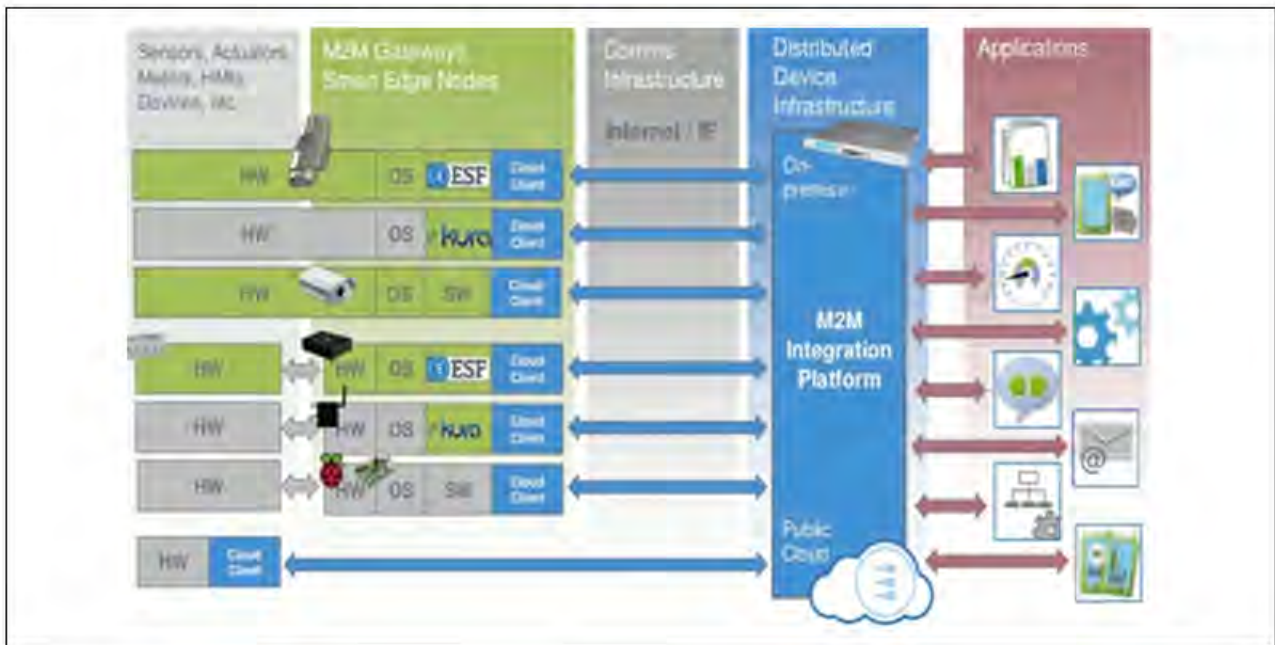 Sensors, Actuators,
Meters, HMIs,
Devices, etc.
M2M Gateways
Smart Edge Nodes
Comms
Infrastructure
Internet / IP
Distributed
Device
Infrastructure
Applications
HW OS ESF Cloud Client
HW OS Kura Cloud Client
HW OS SW Cloud Client
HW HW OS ESF Cloud Client
HW HW OS Kura Cloud Client
HW HW OS SW Cloud Client
HW Cloud Client
On-
premises
M2M
Integration
Platform
Public
Cloud
@